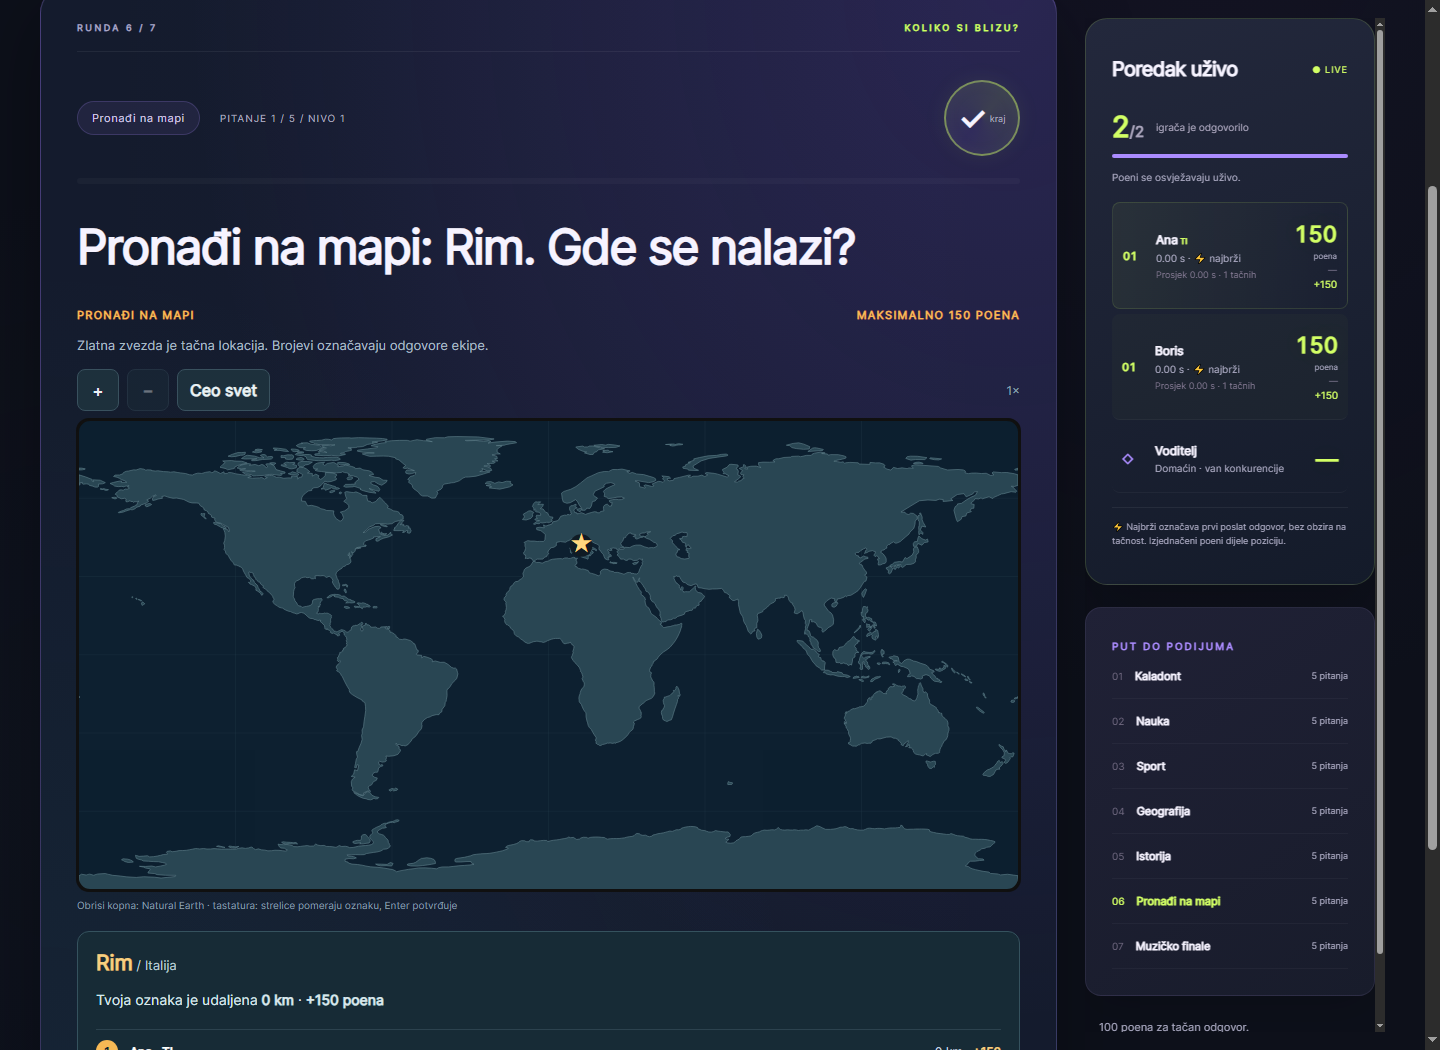 RUNDA 6 / 7
KOLIKO SI BLIZU?
Pronađi na mapi
PITANJE 1 / 5 / NIVO 1
kraj
Pronađi na mapi: Rim. Gde se nalazi?
PRONAĐI NA MAPI
MAKSIMALNO 150 POENA
Zlatna zvezda je tačna lokacija. Brojevi označavaju odgovore ekipe.
+
−
Ceo svet
1×
Obrisi kopna: Natural Earth · tastatura: strelice pomeraju oznaku, Enter potvrđuje
Rim / Italija
Tvoja oznaka je udaljena 0 km · +150 poena
1 Ana · TI
0 km · +150
Poredak uživo
LIVE
2/2 igrača je odgovorilo
Poeni se osvježavaju uživo.
01
Ana TI
0.00 s · ⚡ najbrži
Prosjek 0.00 s · 1 tačnih
150
poena
—
+150
01
Boris
0.00 s · ⚡ najbrži
Prosjek 0.00 s · 1 tačnih
150
poena
—
+150
Voditelj
Domaćin · van konkurencije
—
⚡ Najbrži označava prvi poslat odgovor, bez obzira na
tačnost. Izjednačeni poeni dijele poziciju.
PUT DO PODIJUMA
01 Kaladont 5 pitanja
02 Nauka 5 pitanja
03 Sport 5 pitanja
04 Geografija 5 pitanja
05 Istorija 5 pitanja
06 Pronađi na mapi 5 pitanja
07 Muzičko finale 5 pitanja
100 poena za tačan odgovor.